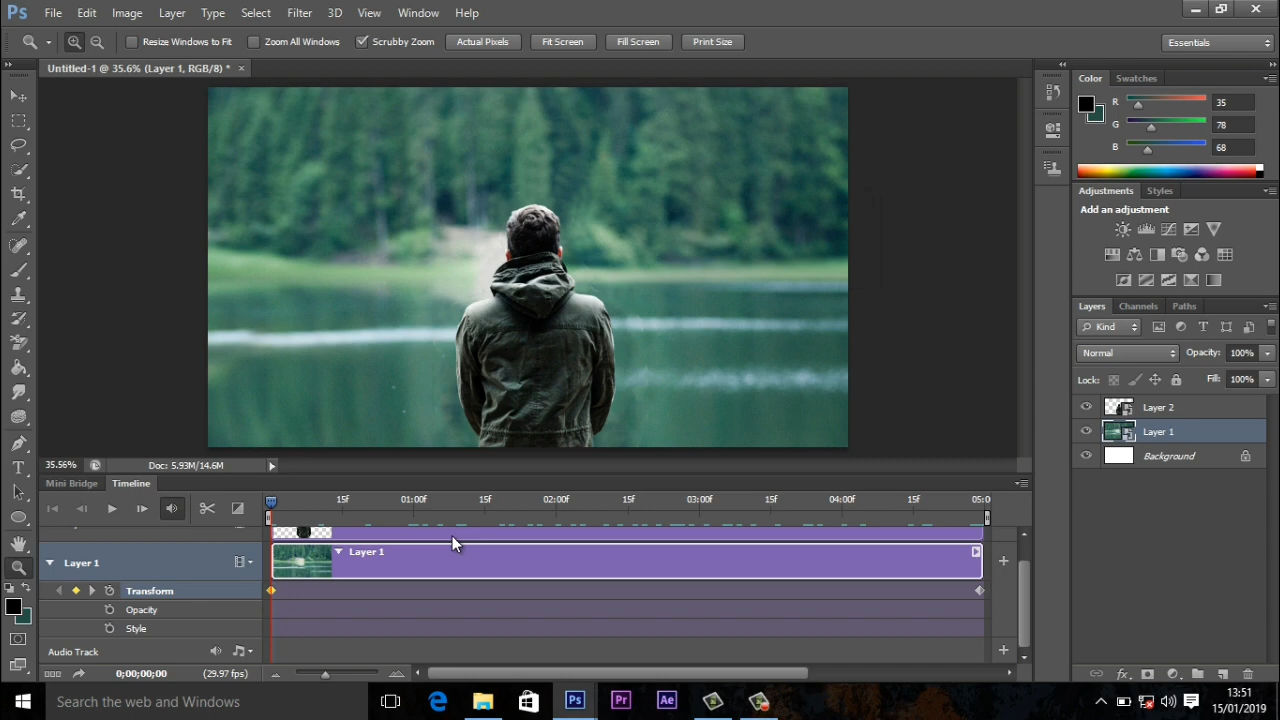 Ps File Edit Image Layer Type Select Filter 3D View Window Help
Resize Windows to Fit Zoom All Windows Scrubby Zoom Actual Pixels Fit Screen Fill Screen Print Size Essentials
Untitled-1 @ 35.6% (Layer 1, RGB/8) *
Color Swatches
R 35
G 78
B 68
Adjustments Styles
Add an adjustment
Layers Channels Paths
Kind
Normal Opacity: 100%
Lock: Fill: 100%
Layer 2
Layer 1
Background
35.56% Doc: 5.93M/14.6M
Mini Bridge Timeline
15f 01:00f 15f 02:00f 15f 03:00f 15f 04:00f 15f 05:0
Layer 1 Layer 1
Transform
Opacity
Style
Audio Track
0;00;00;00 (29.97 fps)
Search the web and Windows
Ps Pr Ae
13:51
15/01/2019